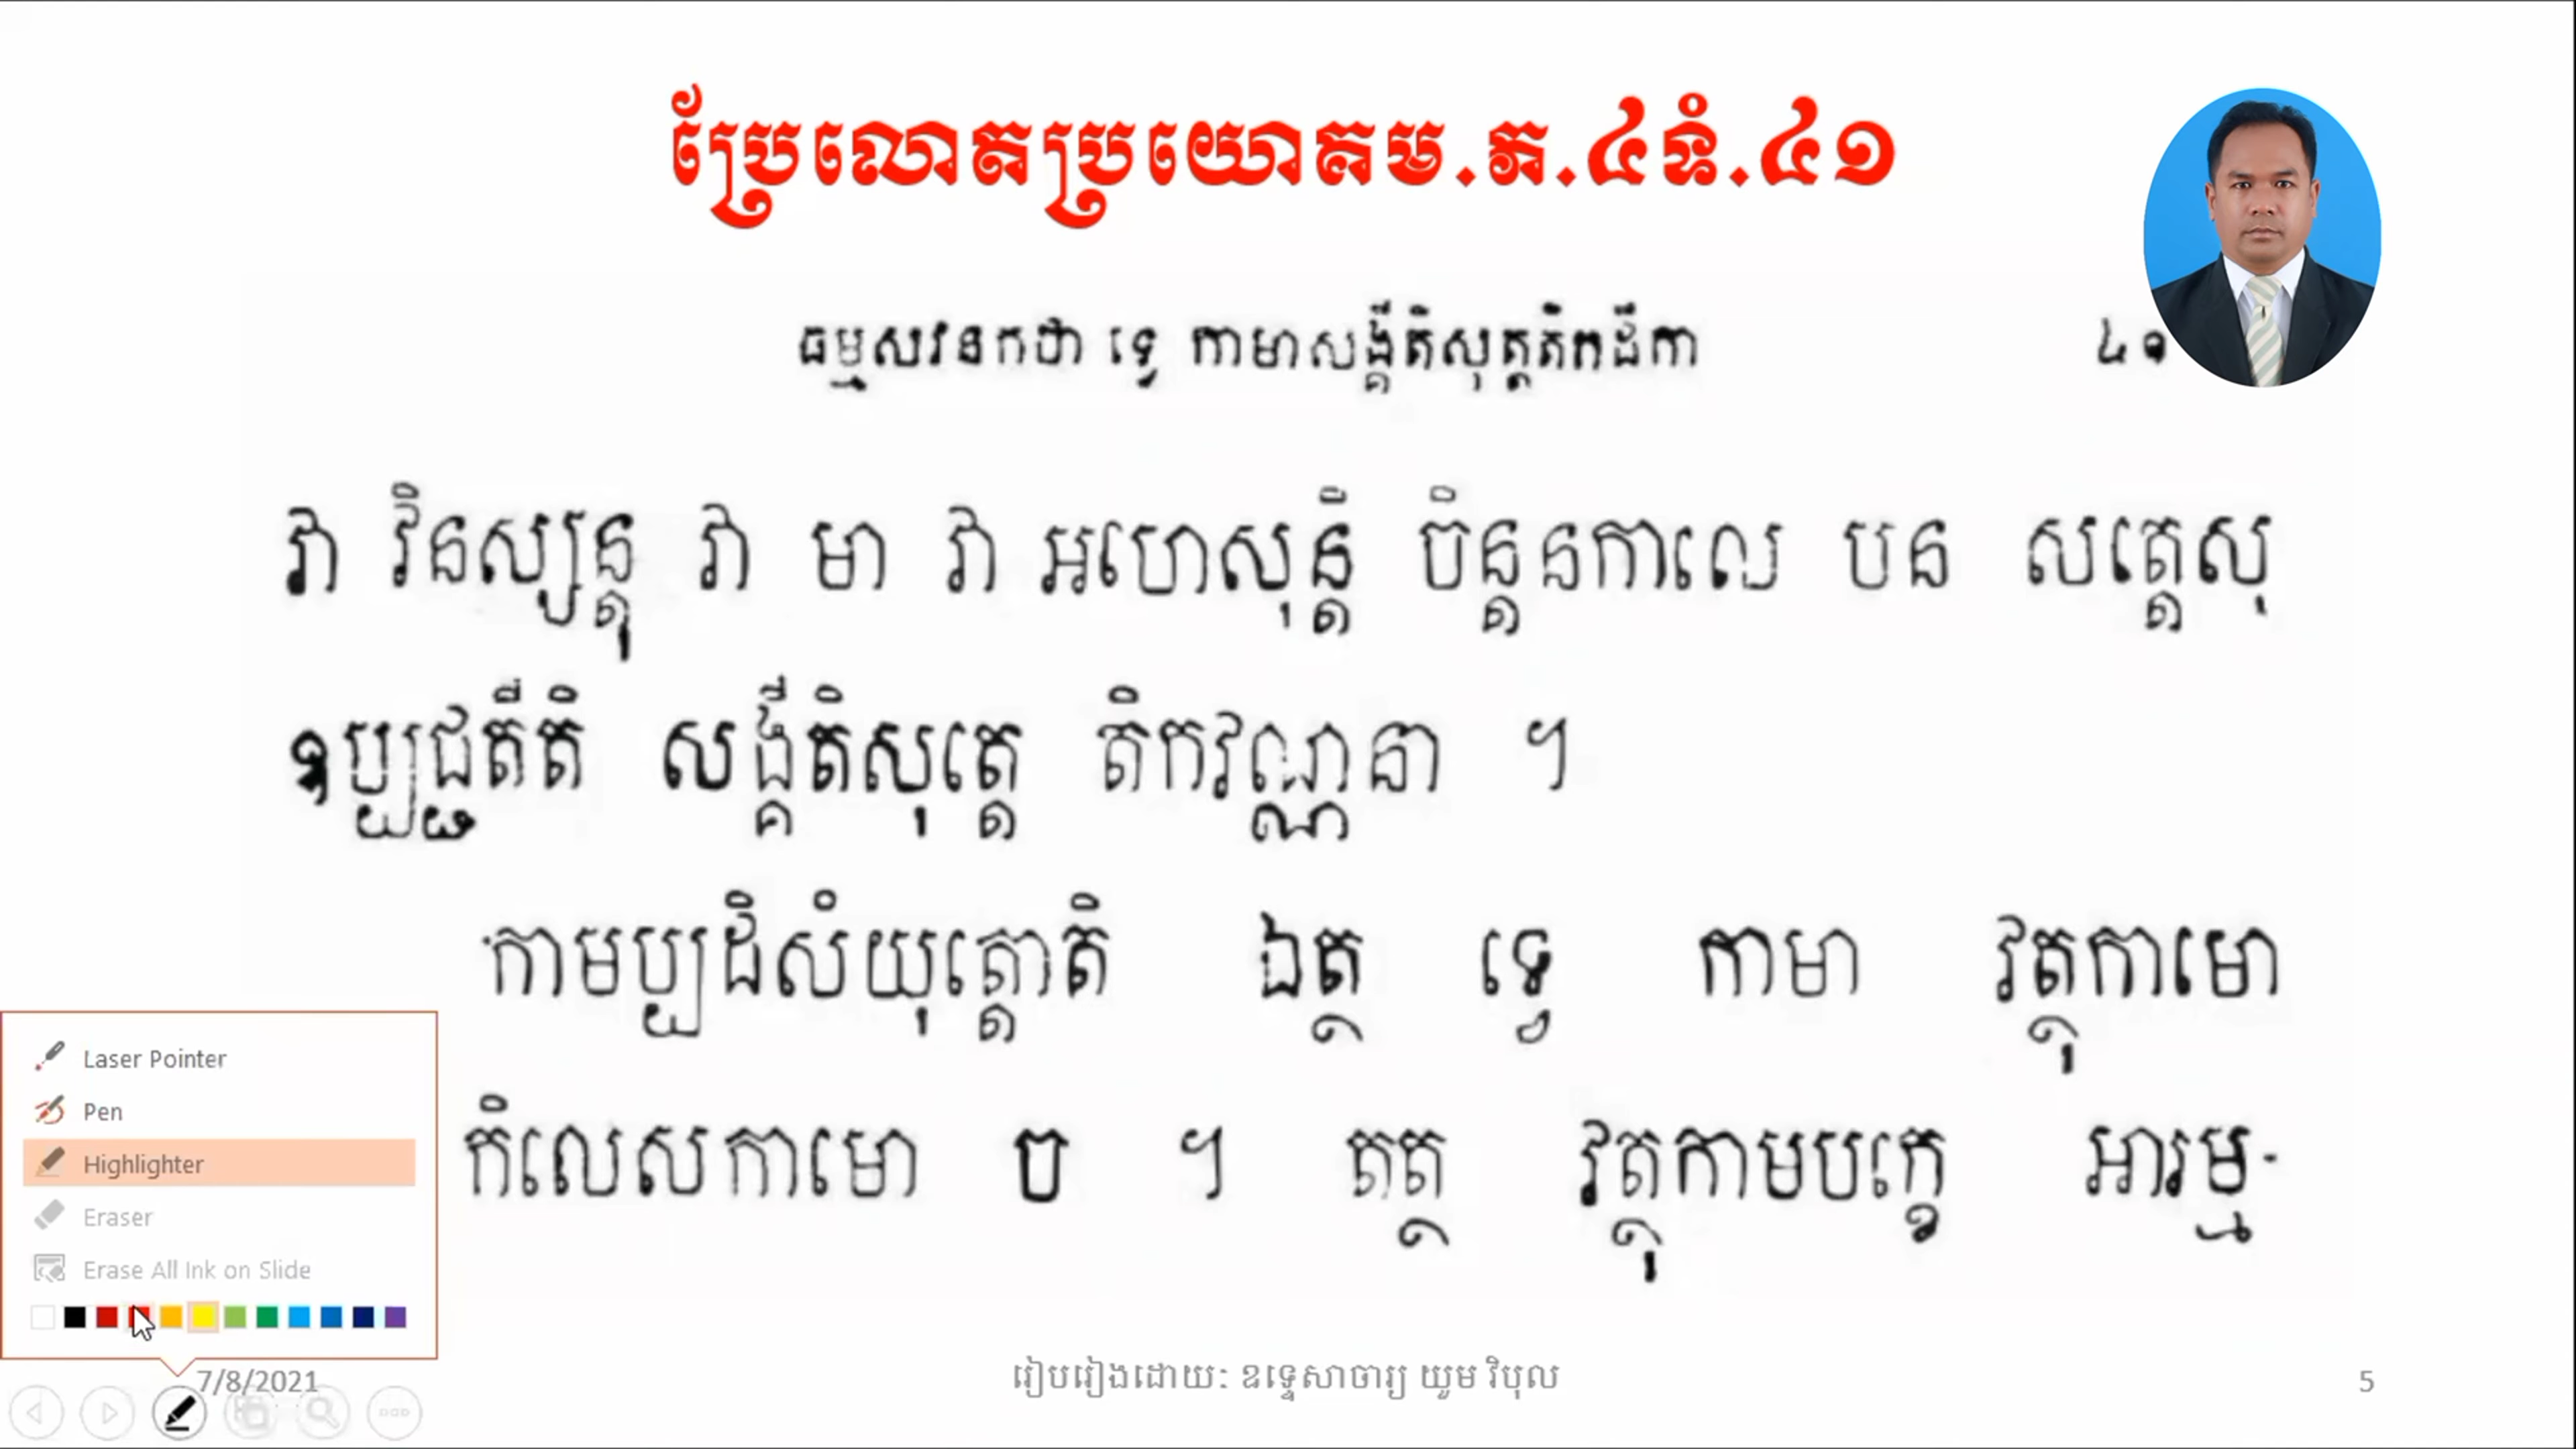 ប្រែលោតប្រយោគម.ភ.៤ទំ.៤១
ធម្មសវនកថា ទ្វេ កាមាសង្គីតិសុត្តតិកដីកា ៤១
វា វិនស្សន្តុ វា មា វា អហេសុន្តិ ចិន្តនកាលេ បន សត្តេសុ
ឧប្បជ្ជតីតិ សង្គីតិសុត្តេ តិកវណ្ណនា ។
កាមប្បដិសំយុត្តោតិ ឯត្ថ ទ្វេ កាមា វត្ថុកាមោ
កិលេសកាមោ ច ។ តត្ថ វត្ថុកាមបក្ខេ អារម្ម-
Laser Pointer
Pen
Highlighter
Eraser
Erase All Ink on Slide
7/8/2021
រៀបរៀងដោយៈ ឧទ្ទេសាចារ្យ យួម វិបុល
5